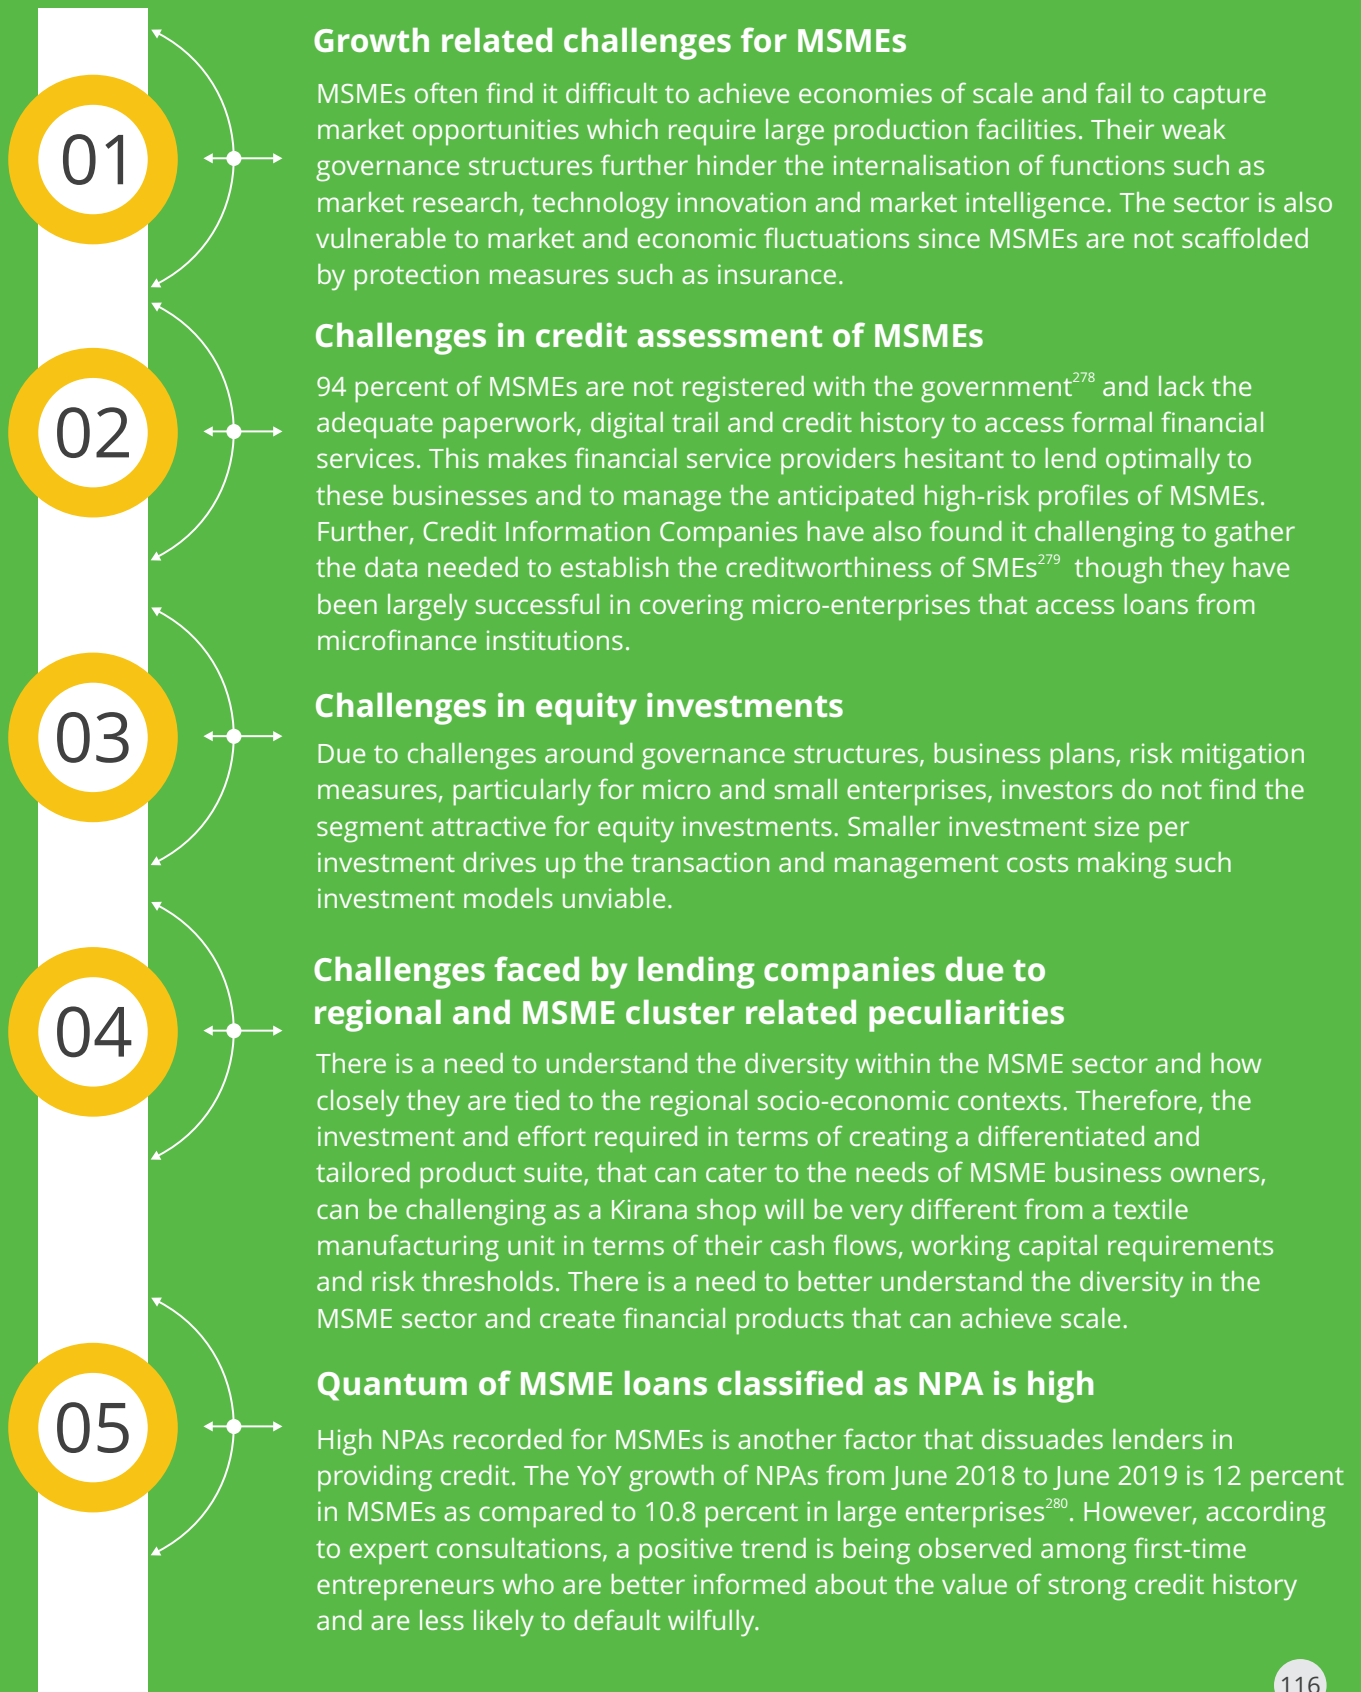 01
Growth related challenges for MSMEs
MSMEs often find it difficult to achieve economies of scale and fail to capture
market opportunities which require large production facilities. Their weak
governance structures further hinder the internalisation of functions such as
market research, technology innovation and market intelligence. The sector is also
vulnerable to market and economic fluctuations since MSMEs are not scaffolded
by protection measures such as insurance.
02
Challenges in credit assessment of MSMEs
94 percent of MSMEs are not registered with the government278 and lack the
adequate paperwork, digital trail and credit history to access formal financial
services. This makes financial service providers hesitant to lend optimally to
these businesses and to manage the anticipated high-risk profiles of MSMEs.
Further, Credit Information Companies have also found it challenging to gather
the data needed to establish the creditworthiness of SMEs279 though they have
been largely successful in covering micro-enterprises that access loans from
microfinance institutions.
03
Challenges in equity investments
Due to challenges around governance structures, business plans, risk mitigation
measures, particularly for micro and small enterprises, investors do not find the
segment attractive for equity investments. Smaller investment size per
investment drives up the transaction and management costs making such
investment models unviable.
04
Challenges faced by lending companies due to
regional and MSME cluster related peculiarities
There is a need to understand the diversity within the MSME sector and how
closely they are tied to the regional socio-economic contexts. Therefore, the
investment and effort required in terms of creating a differentiated and
tailored product suite, that can cater to the needs of MSME business owners,
can be challenging as a Kirana shop will be very different from a textile
manufacturing unit in terms of their cash flows, working capital requirements
and risk thresholds. There is a need to better understand the diversity in the
MSME sector and create financial products that can achieve scale.
05
Quantum of MSME loans classified as NPA is high
High NPAs recorded for MSMEs is another factor that dissuades lenders in
providing credit. The YoY growth of NPAs from June 2018 to June 2019 is 12 percent
in MSMEs as compared to 10.8 percent in large enterprises280. However, according
to expert consultations, a positive trend is being observed among first-time
entrepreneurs who are better informed about the value of strong credit history
and are less likely to default wilfully.
116